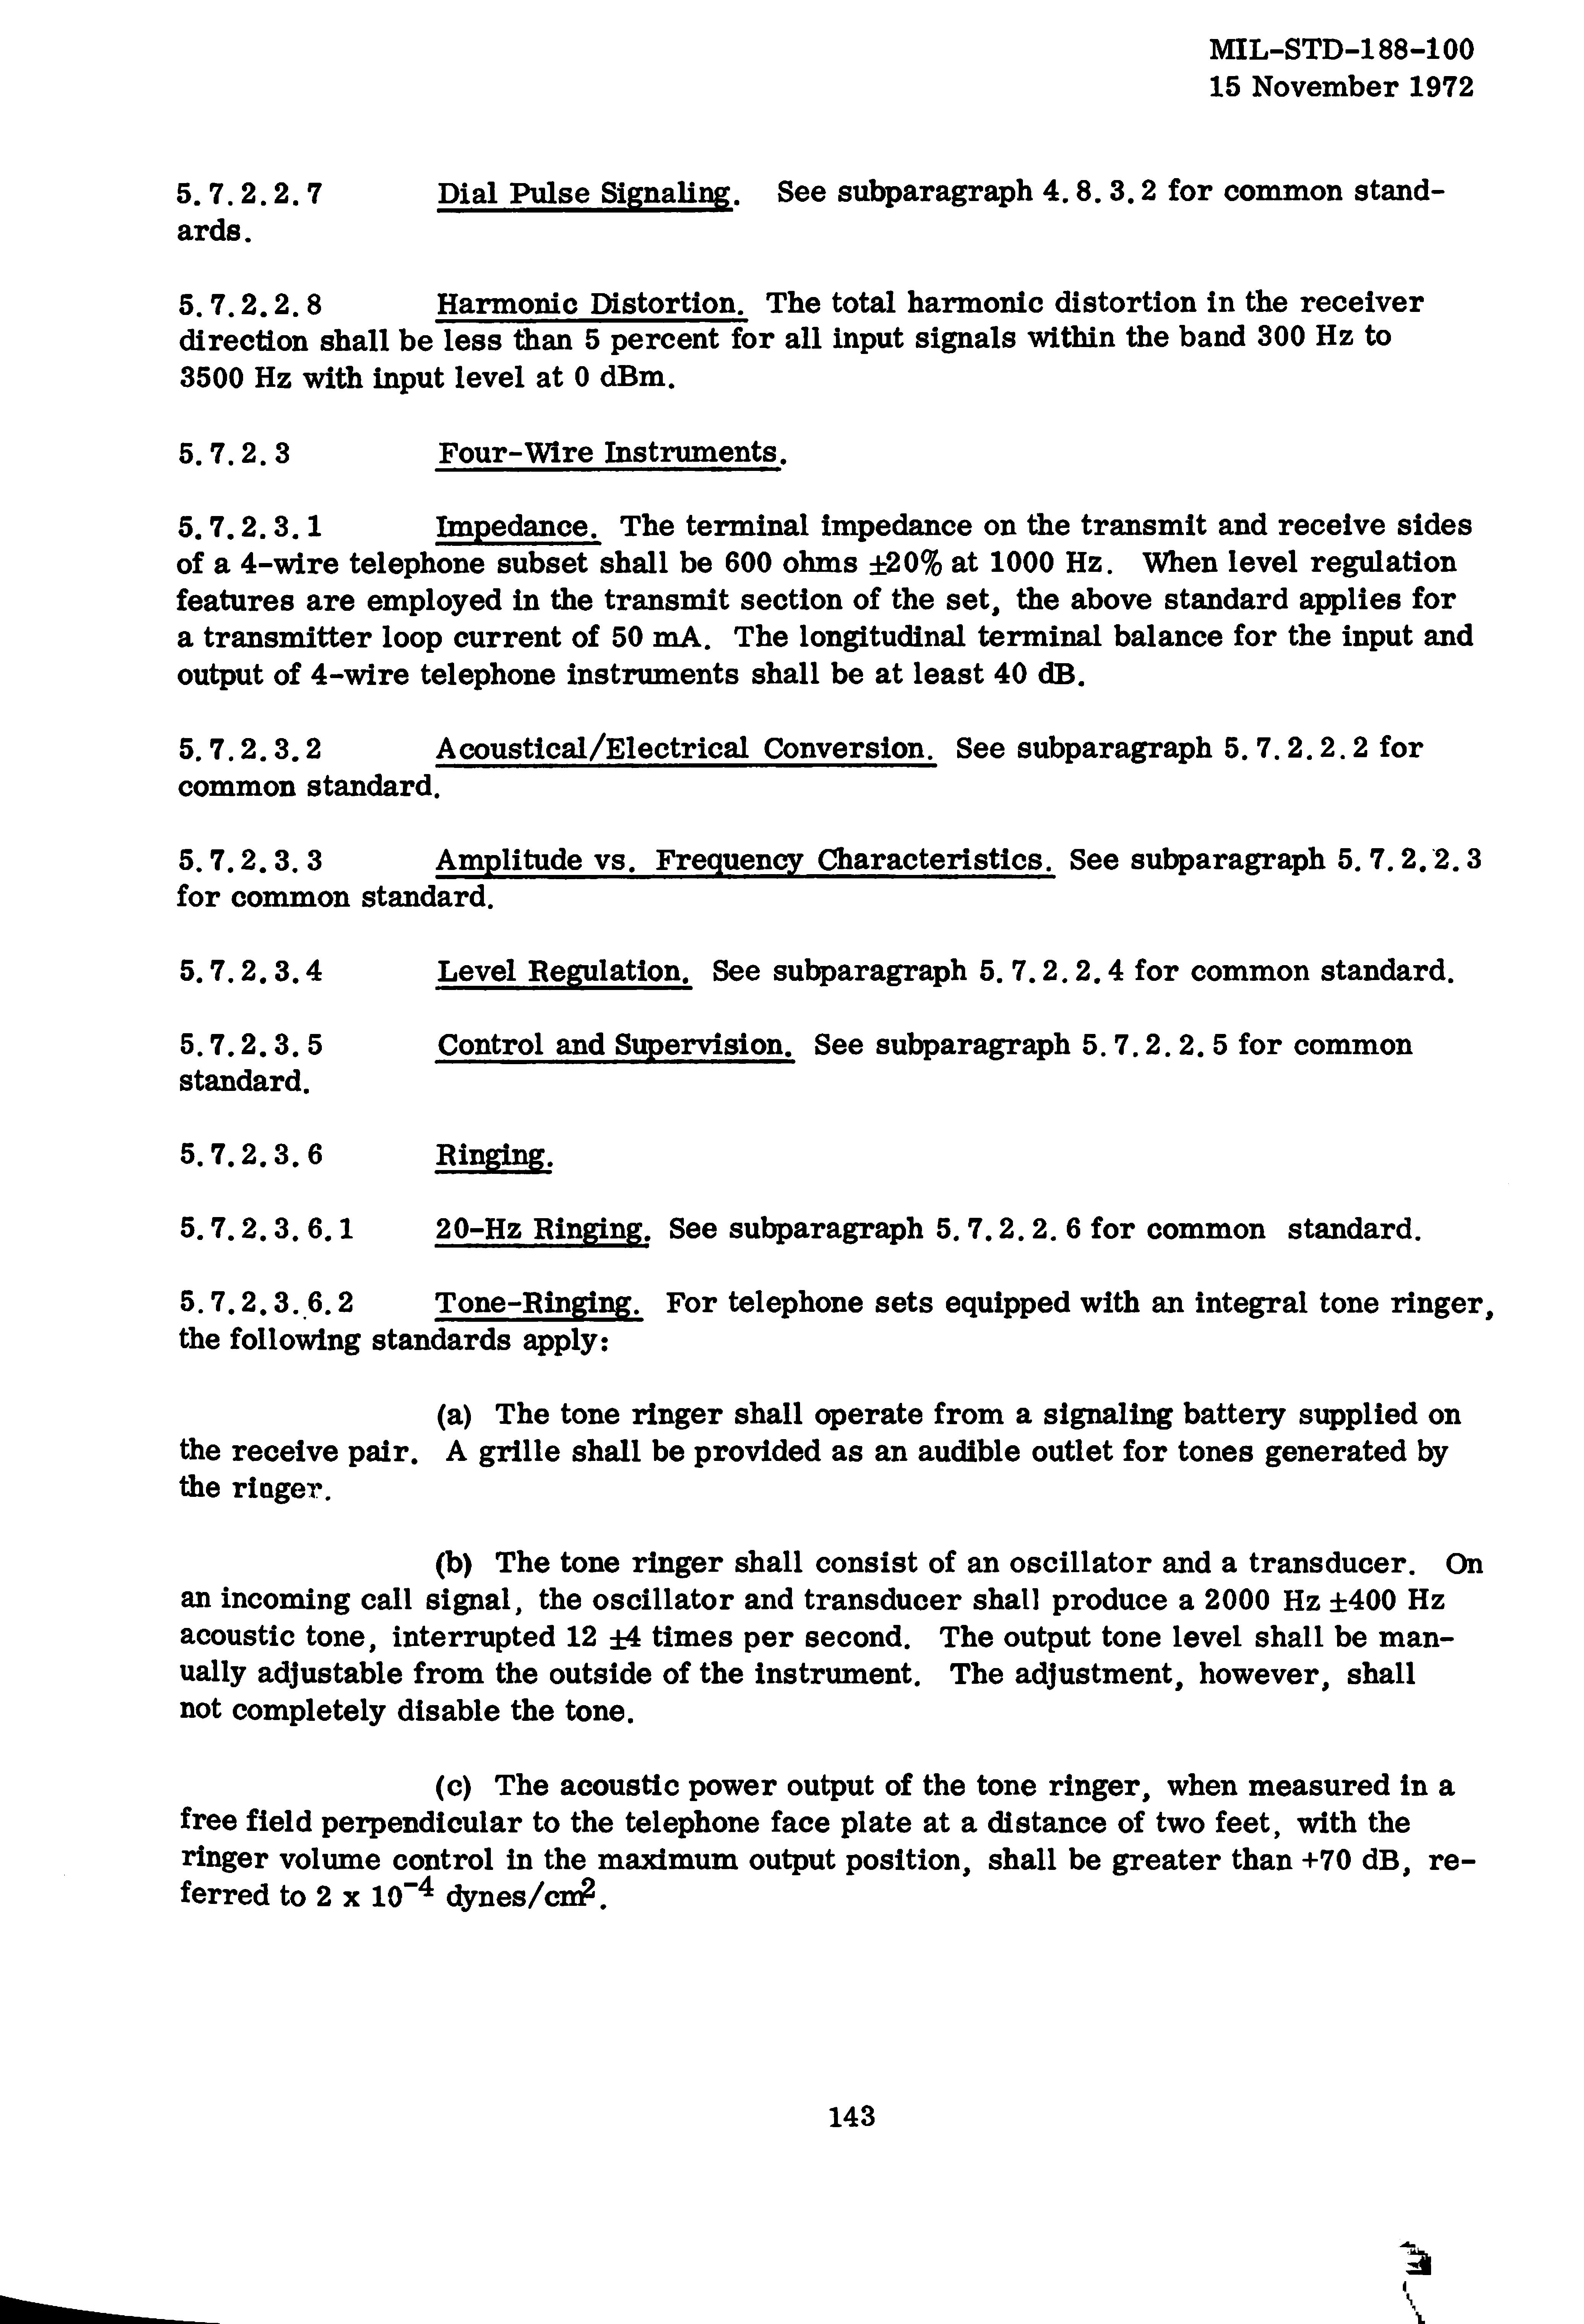 MIL-STD-188-100
15 November 1972
5.7.2.2.7 Dial Pulse Signaling. See subparagraph 4.8.3.2 for common stand-
ards.
5.7.2.2.8 Harmonic Distortion. The total harmonic distortion in the receiver
direction shall be less than 5 percent for all input signals within the band 300 Hz to
3500 Hz with input level at 0 dBm.
5.7.2.3 Four-Wire Instruments.
5.7.2.3.1 Impedance. The terminal impedance on the transmit and receive sides
of a 4-wire telephone subset shall be 600 ohms ±20% at 1000 Hz. When level regulation
features are employed in the transmit section of the set, the above standard applies for
a transmitter loop current of 50 mA. The longitudinal terminal balance for the input and
output of 4-wire telephone instruments shall be at least 40 dB.
5.7.2.3.2 Acoustical/Electrical Conversion. See subparagraph 5.7.2.2.2 for
common standard.
5.7.2.3.3 Amplitude vs. Frequency Characteristics. See subparagraph 5.7.2.2.3
for common standard.
5.7.2.3.4 Level Regulation. See subparagraph 5.7.2.2.4 for common standard.
5.7.2.3.5 Control and Supervision. See subparagraph 5.7.2.2.5 for common
standard.
5.7.2.3.6 Ringing.
5.7.2.3.6.1 20-Hz Ringing. See subparagraph 5.7.2.2.6 for common standard.
5.7.2.3.6.2 Tone-Ringing. For telephone sets equipped with an integral tone ringer,
the following standards apply:
(a) The tone ringer shall operate from a signaling battery supplied on
the receive pair. A grille shall be provided as an audible outlet for tones generated by
the ringer.
(b) The tone ringer shall consist of an oscillator and a transducer. On
an incoming call signal, the oscillator and transducer shall produce a 2000 Hz ±400 Hz
acoustic tone, interrupted 12 ±4 times per second. The output tone level shall be man-
ually adjustable from the outside of the instrument. The adjustment, however, shall
not completely disable the tone.
(c) The acoustic power output of the tone ringer, when measured in a
free field perpendicular to the telephone face plate at a distance of two feet, with the
ringer volume control in the maximum output position, shall be greater than +70 dB, re-
ferred to 2 x 10⁻⁴ dynes/cm².
143